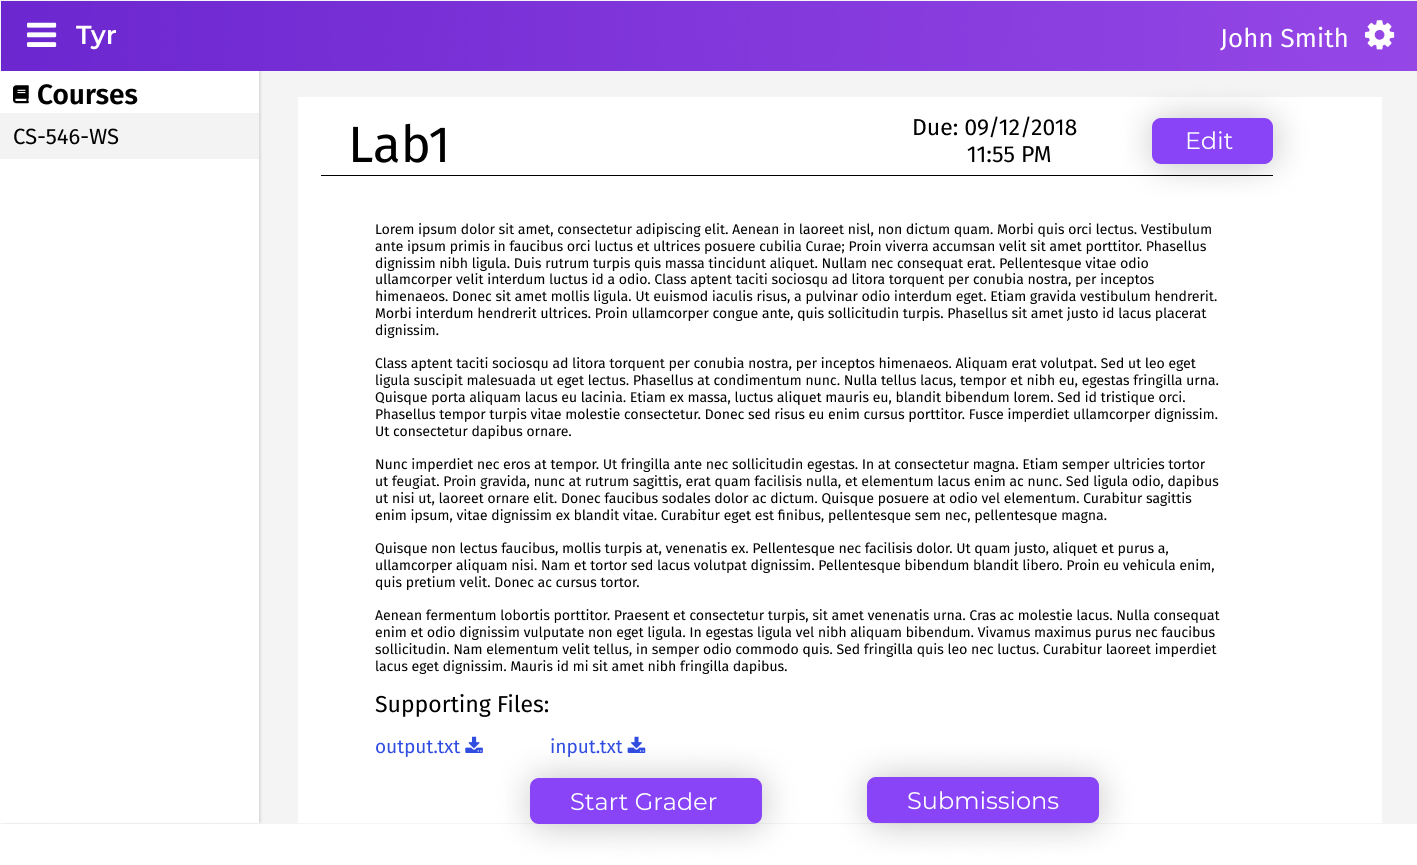 Tyr
John Smith
Courses
CS-546-WS
Lab1
Due: 09/12/2018
11:55 PM
Edit
Lorem ipsum dolor sit amet, consectetur adipiscing elit. Aenean in laoreet nisl, non dictum quam. Morbi quis orci lectus. Vestibulum
ante ipsum primis in faucibus orci luctus et ultrices posuere cubilia Curae; Proin viverra accumsan velit sit amet porttitor. Phasellus
dignissim nibh ligula. Duis rutrum turpis quis massa tincidunt aliquet. Nullam nec consequat erat. Pellentesque vitae odio
ullamcorper velit interdum luctus id a odio. Class aptent taciti sociosqu ad litora torquent per conubia nostra, per inceptos
himenaeos. Donec sit amet mollis ligula. Ut euismod iaculis risus, a pulvinar odio interdum eget. Etiam gravida vestibulum hendrerit.
Morbi interdum hendrerit ultrices. Proin ullamcorper congue ante, quis sollicitudin turpis. Phasellus sit amet justo id lacus placerat
dignissim.
Class aptent taciti sociosqu ad litora torquent per conubia nostra, per inceptos himenaeos. Aliquam erat volutpat. Sed ut leo eget
ligula suscipit malesuada ut eget lectus. Phasellus at condimentum nunc. Nulla tellus lacus, tempor et nibh eu, egestas fringilla urna.
Quisque porta aliquam lacus eu lacinia. Etiam ex massa, luctus aliquet mauris eu, blandit bibendum lorem. Sed id tristique orci.
Phasellus tempor turpis vitae molestie consectetur. Donec sed risus eu enim cursus porttitor. Fusce imperdiet ullamcorper dignissim.
Ut consectetur dapibus ornare.
Nunc imperdiet nec eros at tempor. Ut fringilla ante nec sollicitudin egestas. In at consectetur magna. Etiam semper ultricies tortor
ut feugiat. Proin gravida, nunc at rutrum sagittis, erat quam facilisis nulla, et elementum lacus enim ac nunc. Sed ligula odio, dapibus
ut nisi ut, laoreet ornare elit. Donec faucibus sodales dolor ac dictum. Quisque posuere at odio vel elementum. Curabitur sagittis
enim ipsum, vitae dignissim ex blandit vitae. Curabitur eget est finibus, pellentesque sem nec, pellentesque magna.
Quisque non lectus faucibus, mollis turpis at, venenatis ex. Pellentesque nec facilisis dolor. Ut quam justo, aliquet et purus a,
ullamcorper aliquam nisi. Nam et tortor sed lacus volutpat dignissim. Pellentesque bibendum blandit libero. Proin eu vehicula enim,
quis pretium velit. Donec ac cursus tortor.
Aenean fermentum lobortis porttitor. Praesent et consectetur turpis, sit amet venenatis urna. Cras ac molestie lacus. Nulla consequat
enim et odio dignissim vulputate non eget ligula. In egestas ligula vel nibh aliquam bibendum. Vivamus maximus purus nec faucibus
sollicitudin. Nam elementum velit tellus, in semper odio commodo quis. Sed fringilla quis leo nec luctus. Curabitur laoreet imperdiet
lacus eget dignissim. Mauris id mi sit amet nibh fringilla dapibus.
Supporting Files:
output.txt input.txt
Start Grader
Submissions